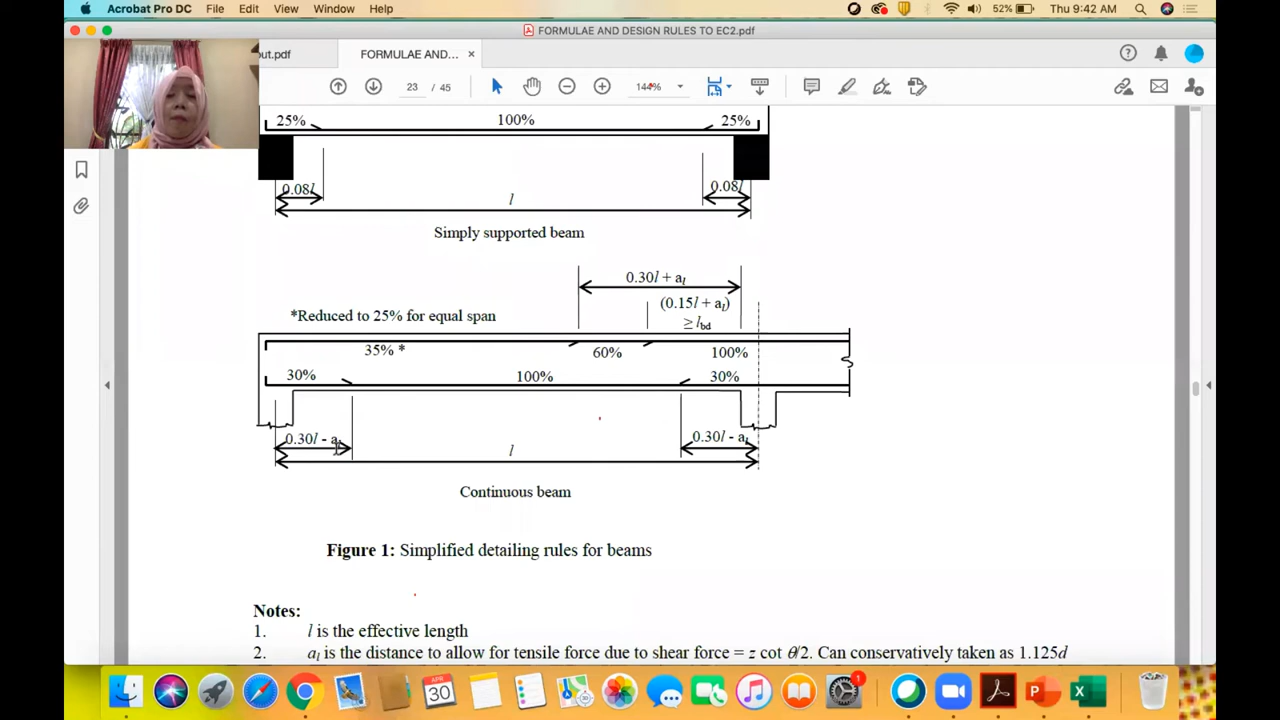 Acrobat Pro DC File Edit View Window Help 52% Thu 9:42 AM
FORMULAE AND DESIGN RULES TO EC2.pdf
out.pdf FORMULAE AND... ×
23 / 45 144%
25% 100% 25%
0.08l 0.08l
l
Simply supported beam
0.30l + al
(0.15l + al)
≥ lbd
*Reduced to 25% for equal span
35% * 60% 100%
30% 100% 30%
0.30l - al 0.30l - al
l
Continuous beam
Figure 1: Simplified detailing rules for beams
Notes:
1. l is the effective length
2. al is the distance to allow for tensile force due to shear force = z cot θ/2. Can conservatively taken as 1.125d
APR
30
1